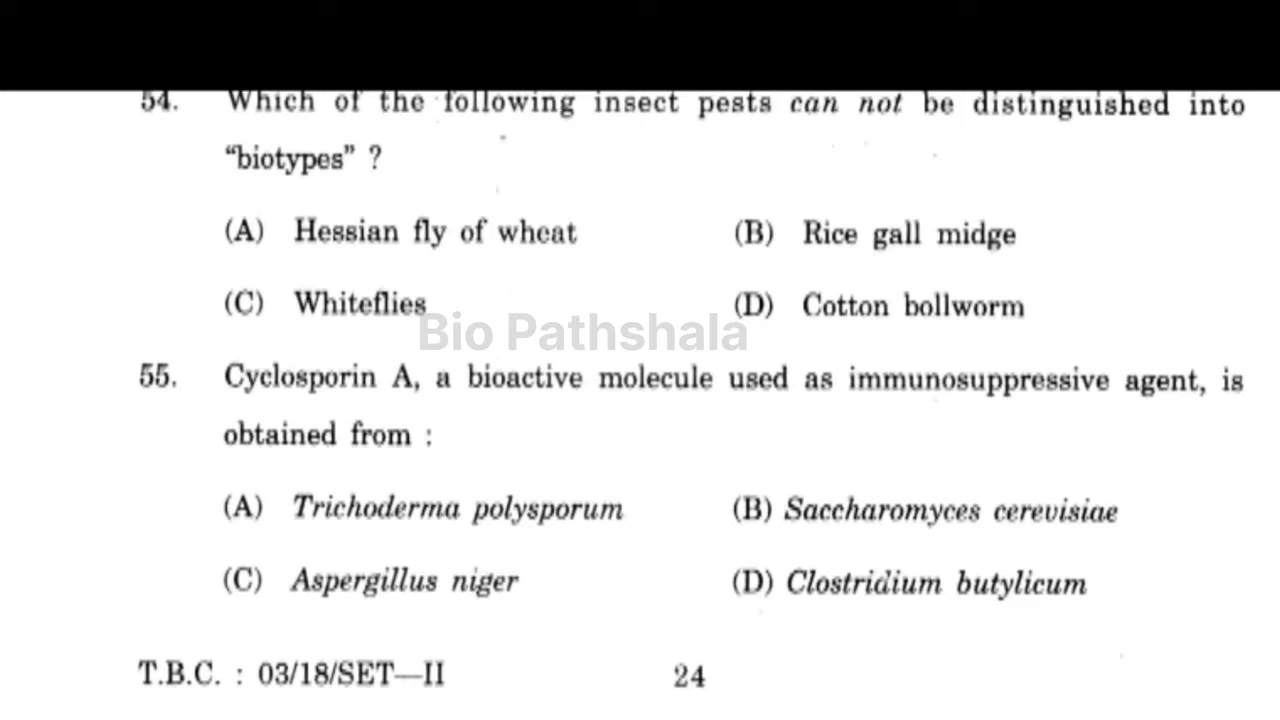 54. Which of the following insect pests can not be distinguished into
“biotypes” ?
(A) Hessian fly of wheat (B) Rice gall midge
(C) Whiteflies (D) Cotton bollworm
Bio Pathshala
55. Cyclosporin A, a bioactive molecule used as immunosuppressive agent, is
obtained from :
(A) Trichoderma polysporum (B) Saccharomyces cerevisiae
(C) Aspergillus niger (D) Clostridium butylicum
T.B.C. : 03/18/SET—II 24